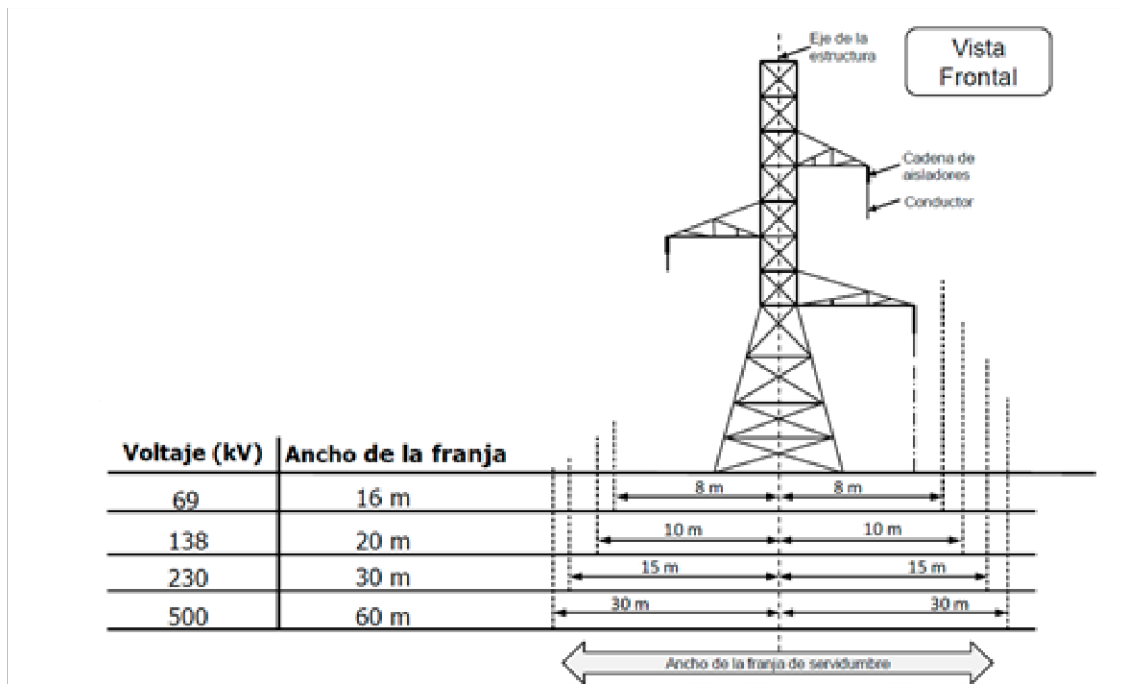 Eje de la
estructura
Vista
Frontal
Cadena de
aisladores
Conductor
Voltaje (kV) Ancho de la franja
69 16 m 8 m 8 m
138 20 m 10 m 10 m
230 30 m 15 m 15 m
500 60 m 30 m 30 m
Ancho de la franja de servidumbre